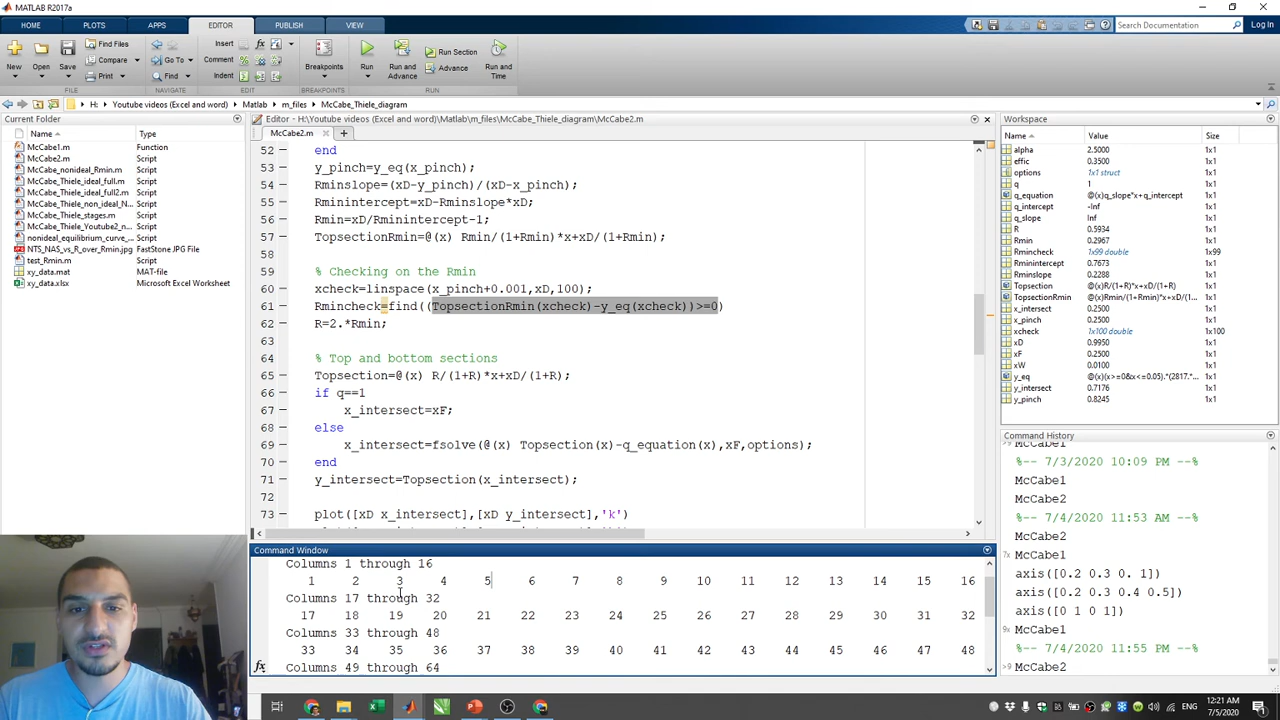 MATLAB R2017a
HOME PLOTS APPS EDITOR PUBLISH VIEW Search Documentation Log In
New Open Save Find Files Compare Print Go To Find Insert Comment Indent Breakpoints Run Run and Advance Run Section Advance Run and Time
FILE NAVIGATE EDIT BREAKPOINTS RUN
H: Youtube videos (Excel and word) Matlab m_files McCabe_Thiele_diagram
Current Folder
Name Type
McCabe1.m Function
McCabe2.m Script
McCabe_nonideal_Rmin.m Script
McCabe_Thiele_ideal_full.m Script
McCabe_Thiele_ideal_full2.m Script
McCabe_Thiele_non_ideal_N... Script
McCabe_Thiele_stages.m Script
McCabe_Thiele_Youtube2_n... Script
nonideal_equilibrium_curve_... Script
NTS_NAS_vs_R_over_Rmin.jpg FastStone JPG File
test_Rmin.m Script
xy_data.mat MAT-file
xy_data.xlsx Microsoft Excel Worksheet
Editor - H:\Youtube videos (Excel and word)\Matlab\m_files\McCabe_Thiele_diagram\McCabe2.m
McCabe2.m
52 end
53 y_pinch=y_eq(x_pinch);
54 Rminslope=(xD-y_pinch)/(xD-x_pinch);
55 Rminintercept=xD-Rminslope*xD;
56 Rmin=xD/Rminintercept-1;
57 TopsectionRmin=@(x) Rmin/(1+Rmin)*x+xD/(1+Rmin);
58
59 % Checking on the Rmin
60 xcheck=linspace(x_pinch+0.001,xD,100);
61 Rmincheck=find((TopsectionRmin(xcheck)-y_eq(xcheck))>=0)
62 R=2.*Rmin;
63
64 % Top and bottom sections
65 Topsection=@(x) R/(1+R)*x+xD/(1+R);
66 if q==1
67 x_intersect=xF;
68 else
69 x_intersect=fsolve(@(x) Topsection(x)-q_equation(x),xF,options);
70 end
71 y_intersect=Topsection(x_intersect);
72
73 plot([xD x_intersect],[xD y_intersect],'k')
Command Window
Columns 1 through 16
1 2 3 4 5 6 7 8 9 10 11 12 13 14 15 16
Columns 17 through 32
17 18 19 20 21 22 23 24 25 26 27 28 29 30 31 32
Columns 33 through 48
33 34 35 36 37 38 39 40 41 42 43 44 45 46 47 48
Columns 49 through 64
fx
Workspace
Name Value Size
alpha 2.5000 1x1
effic 0.3500 1x1
options 1x1 struct 1x1
q 1 1x1
q_equation @(x)q_slope*x+q_intercept 1x1
q_intercept -Inf 1x1
q_slope Inf 1x1
R 0.5934 1x1
Rmin 0.2967 1x1
Rmincheck 1x99 double 1x99
Rminintercept 0.7673 1x1
Rminslope 0.2288 1x1
Topsection @(x)R/(1+R)*x+xD/(1+R) 1x1
TopsectionRmin @(x)Rmin/(1+Rmin)*x+xD... 1x1
x_intersect 0.2500 1x1
x_pinch 0.2500 1x1
xcheck 1x100 double 1x100
xD 0.9950 1x1
xF 0.2500 1x1
xW 0.0100 1x1
y_eq @(x)(x>=0&x<=0.05).*(2817.*... 1x1
y_intersect 0.7176 1x1
y_pinch 0.8245 1x1
Command History
McCabe1
%-- 7/3/2020 10:09 PM --%
McCabe1
McCabe2
%-- 7/4/2020 11:53 AM --%
McCabe2
McCabe1
axis([0.2 0.3 0. 1])
axis([0.2 0.3 0.4 0.5])
axis([0 1 0 1])
9x McCabe1
%-- 7/4/2020 11:55 PM --%
McCabe2
12:21 AM
7/5/2020